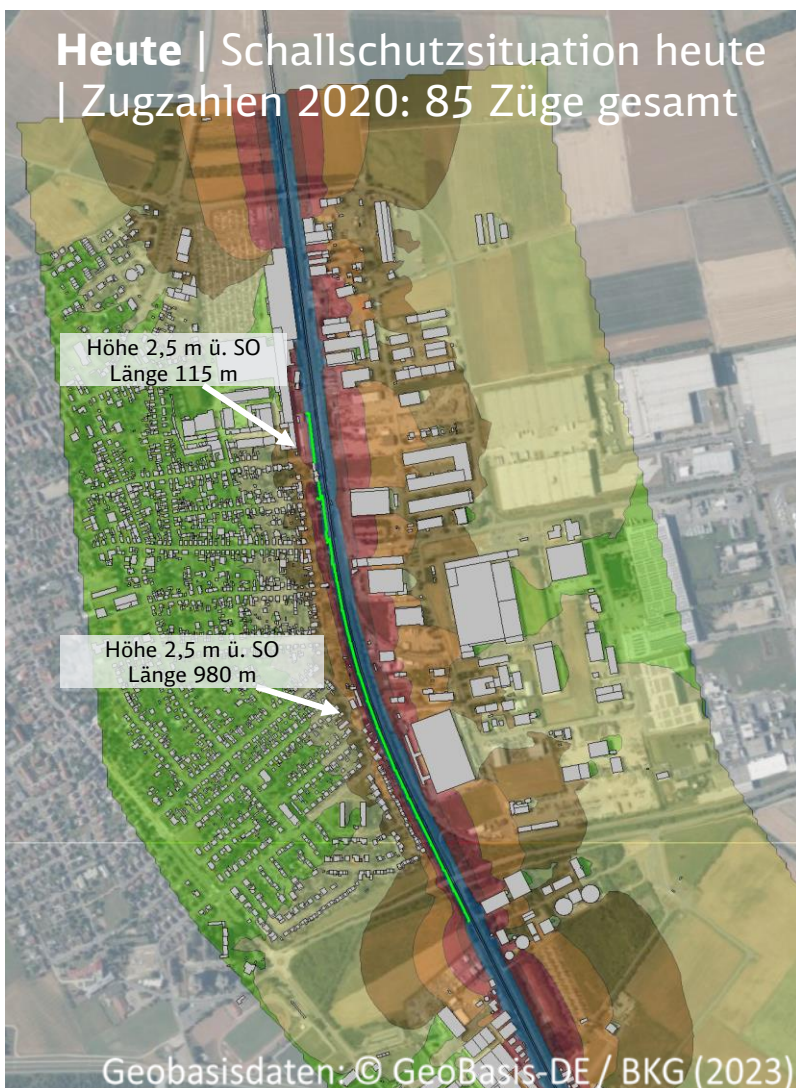 Heute | Schallschutzsituation heute
| Zugzahlen 2020: 85 Züge gesamt
Höhe 2,5 m ü. SO
Länge 115 m
Höhe 2,5 m ü. SO
Länge 980 m
Geobasisdaten: © GeoBasis-DE / BKG (2023)